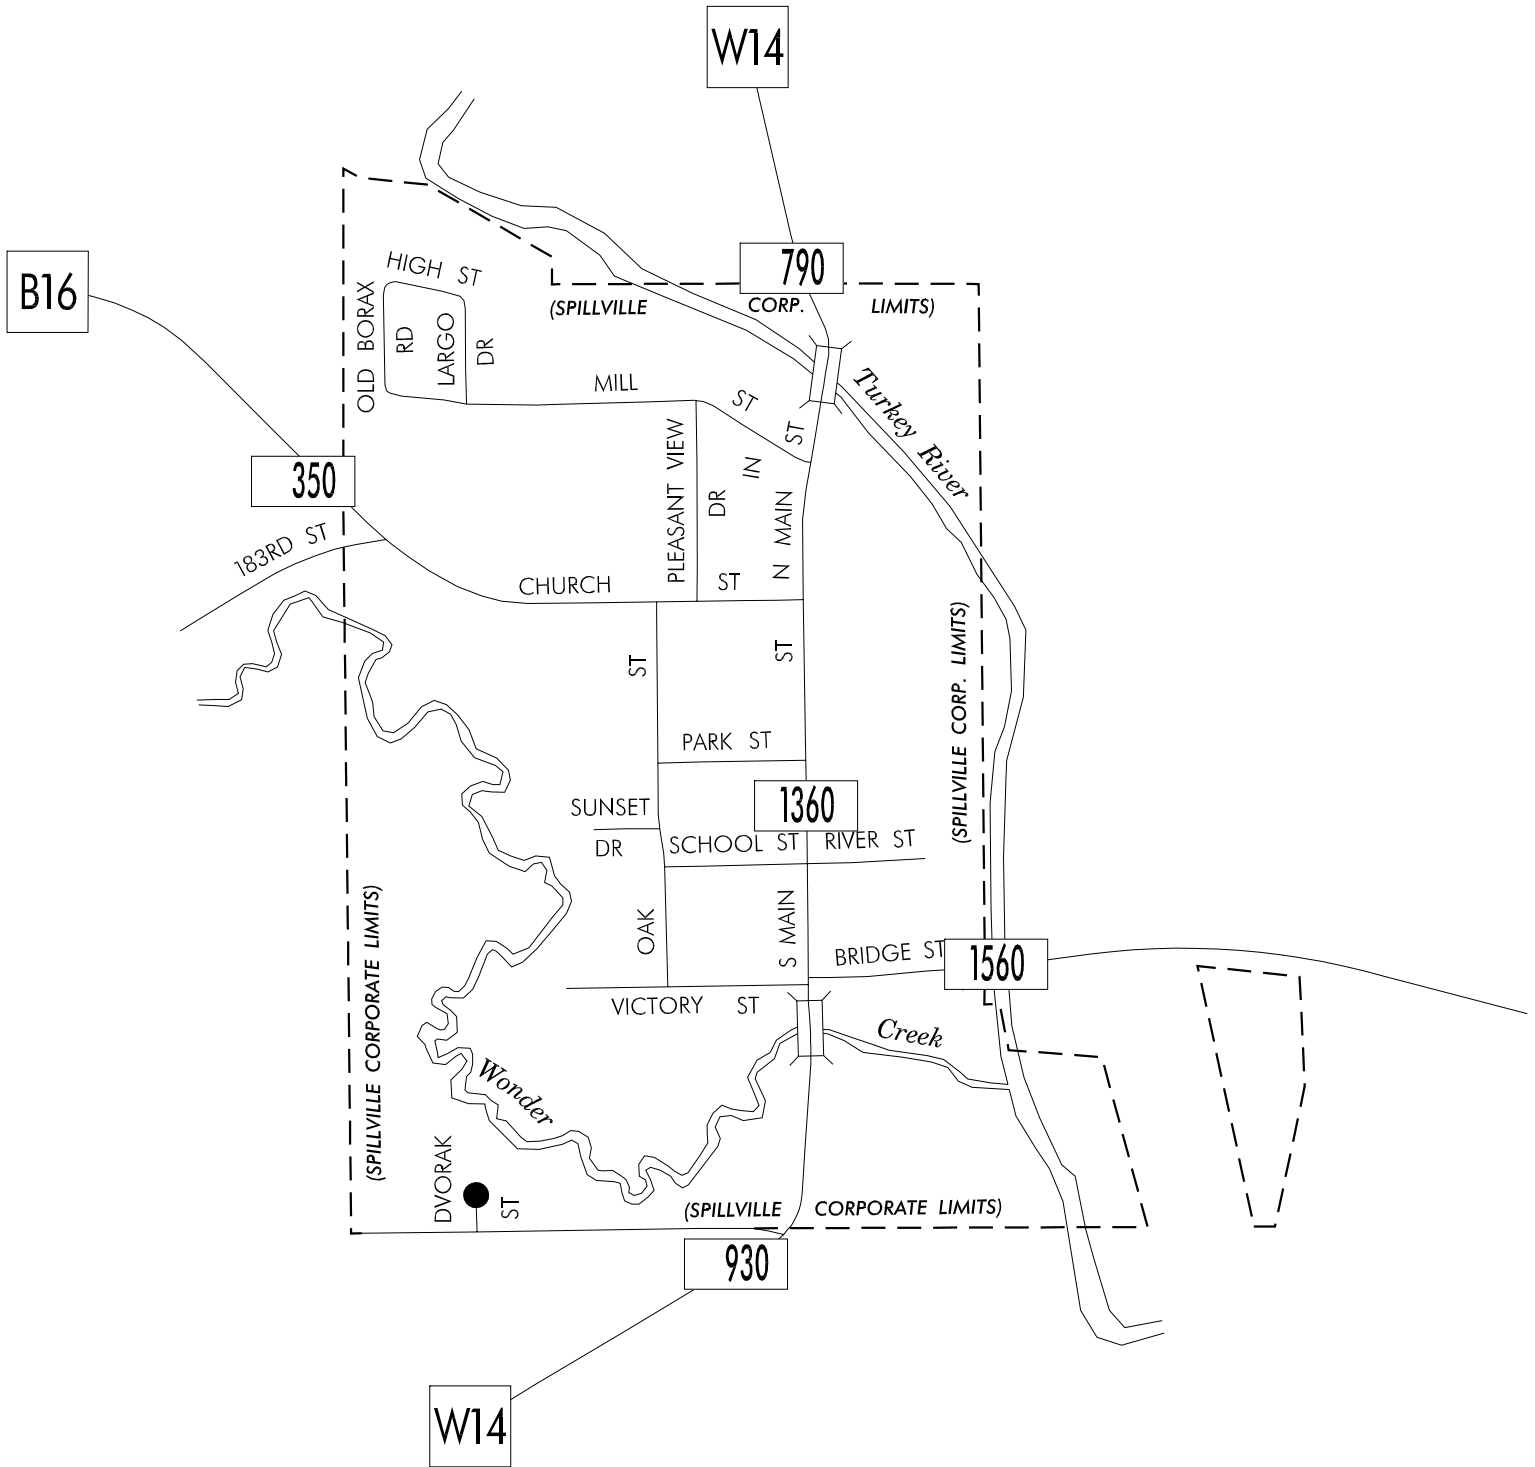 W14
790
B16
HIGH ST
(SPILLVILLE CORP. LIMITS)
OLD BORAX
RD
LARGO
DR
MILL
ST
ST
Turkey River
PLEASANT VIEW
DR
IN
N MAIN
350
183RD ST
CHURCH
ST
ST
ST
(SPILLVILLE CORP. LIMITS)
PARK ST
1360
SUNSET
DR
SCHOOL ST
RIVER ST
(SPILLVILLE CORPORATE LIMITS)
OAK
S MAIN
BRIDGE ST
1560
VICTORY ST
Creek
Wonder
DVORAK
ST
(SPILLVILLE CORPORATE LIMITS)
930
W14